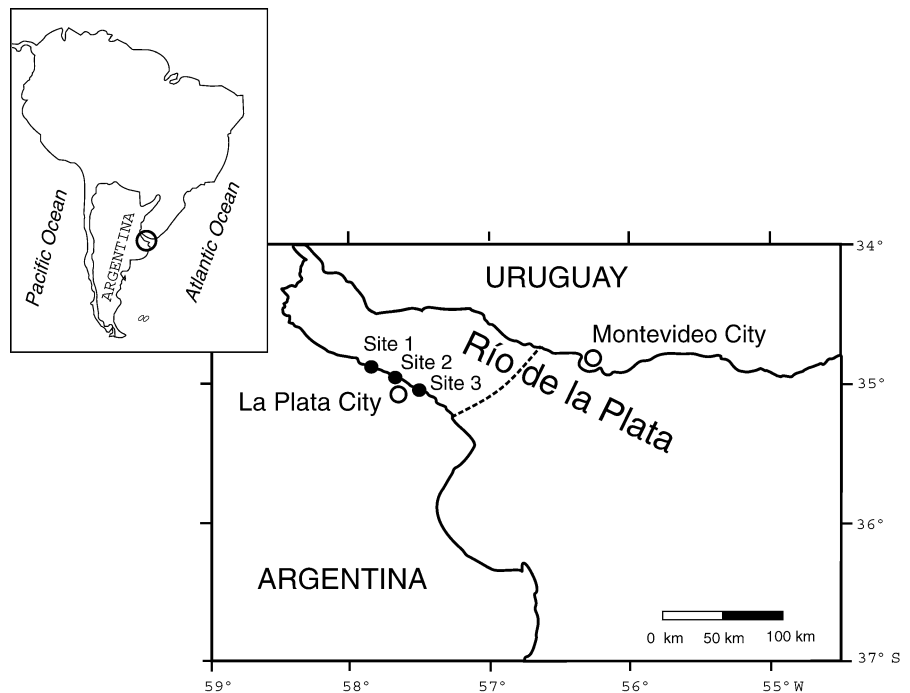 Pacific Ocean
ARGENTINA
Atlantic Ocean
34°
URUGUAY
Montevideo City
Site 1
Site 2
Site 3
Río de la Plata
35°
La Plata City
36°
ARGENTINA
0 km 50 km 100 km
37° S
59° 58° 57° 56° 55° W